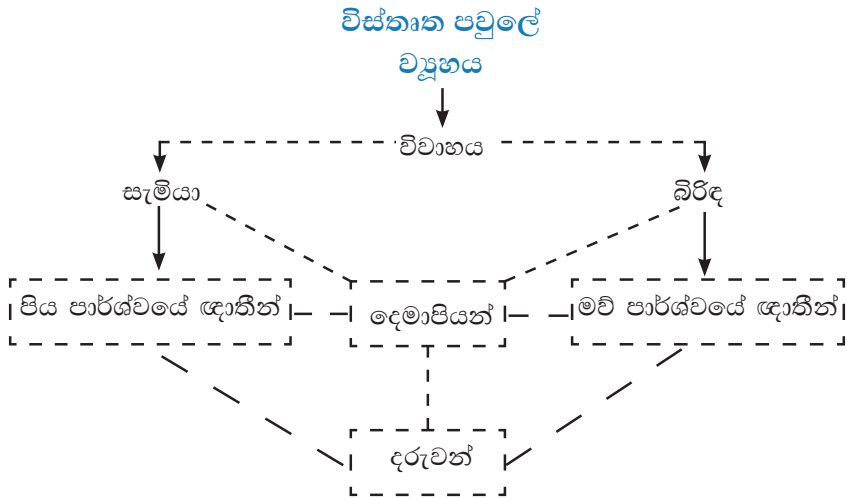 විස්තෘත පවුලේ
ව්‍යූහය
විවාහය
සැමියා
බිරිඳ
පිය පාර්ශ්වයේ ඥාතීන්
දෙමාපියන්
මව් පාර්ශ්වයේ ඥාතීන්
දරුවන්